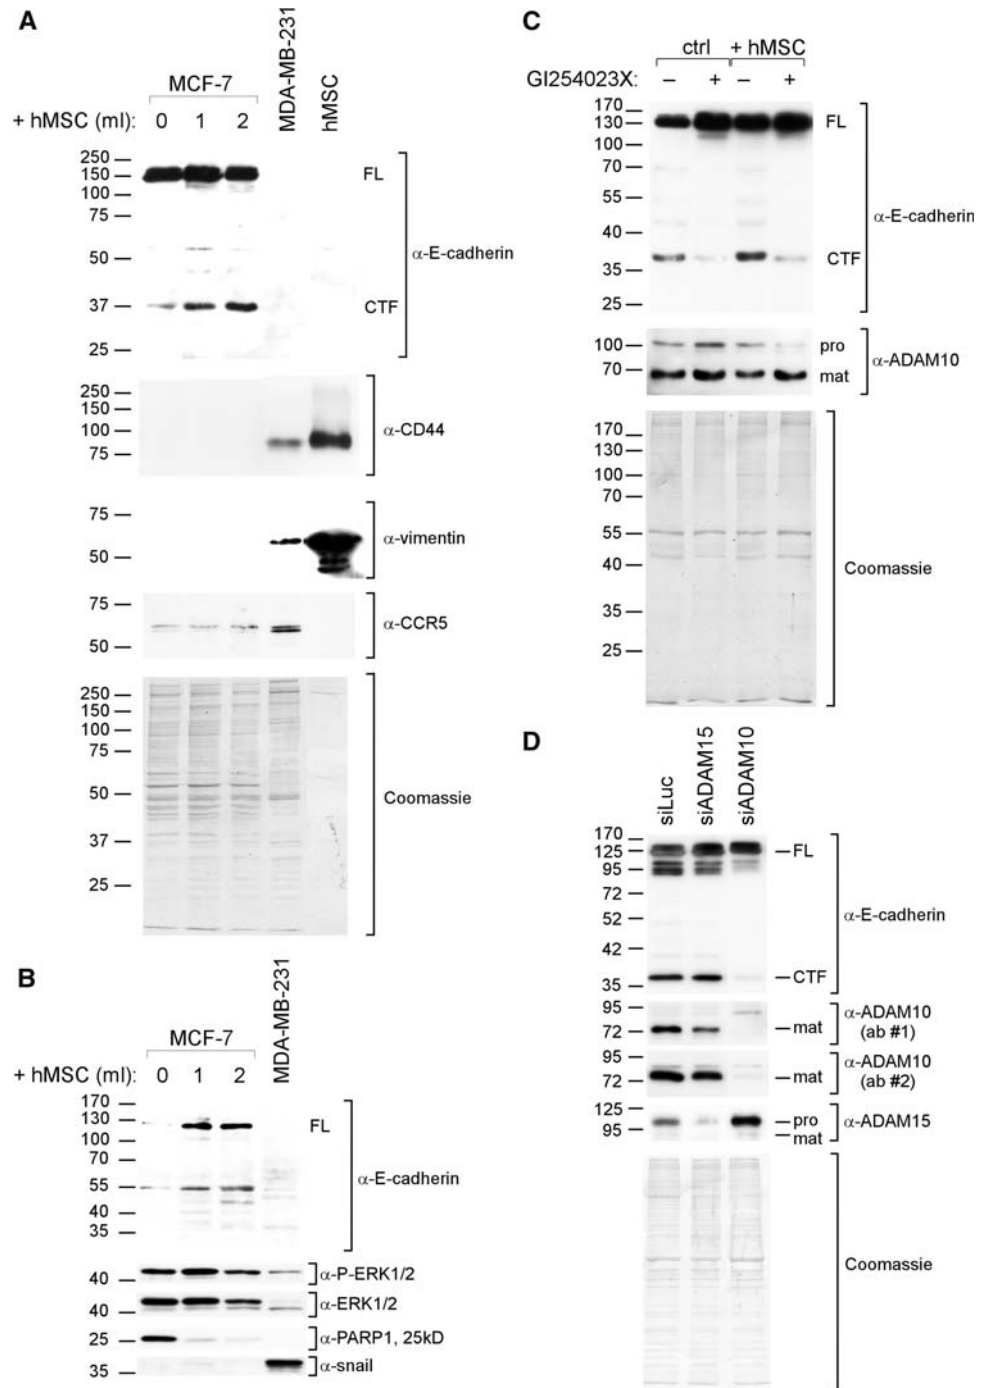 A
MCF-7
MDA-MB-231
hMSC
+ hMSC (ml): 0 1 2
250
150
100
75
50
37
25
FL
CTF
α-E-cadherin
250
150
100
75
α-CD44
75
50
α-vimentin
75
50
α-CCR5
250
150
100
75
50
37
25
Coomassie
B
MCF-7
MDA-MB-231
+ hMSC (ml): 0 1 2
170
130
100
70
55
40
35
FL
α-E-cadherin
40
α-P-ERK1/2
40
α-ERK1/2
25
α-PARP1, 25kD
35
α-snail
C
ctrl + hMSC
GI254023X: – + – +
170
130
100
70
55
40
35
25
FL
CTF
α-E-cadherin
100
70
pro
mat
α-ADAM10
170
130
100
70
55
40
35
25
Coomassie
D
siLuc
siADAM15
siADAM10
170
125
95
72
52
42
35
FL
CTF
α-E-cadherin
95
72
mat
α-ADAM10
(ab #1)
95
72
mat
α-ADAM10
(ab #2)
125
95
pro
mat
α-ADAM15
Coomassie